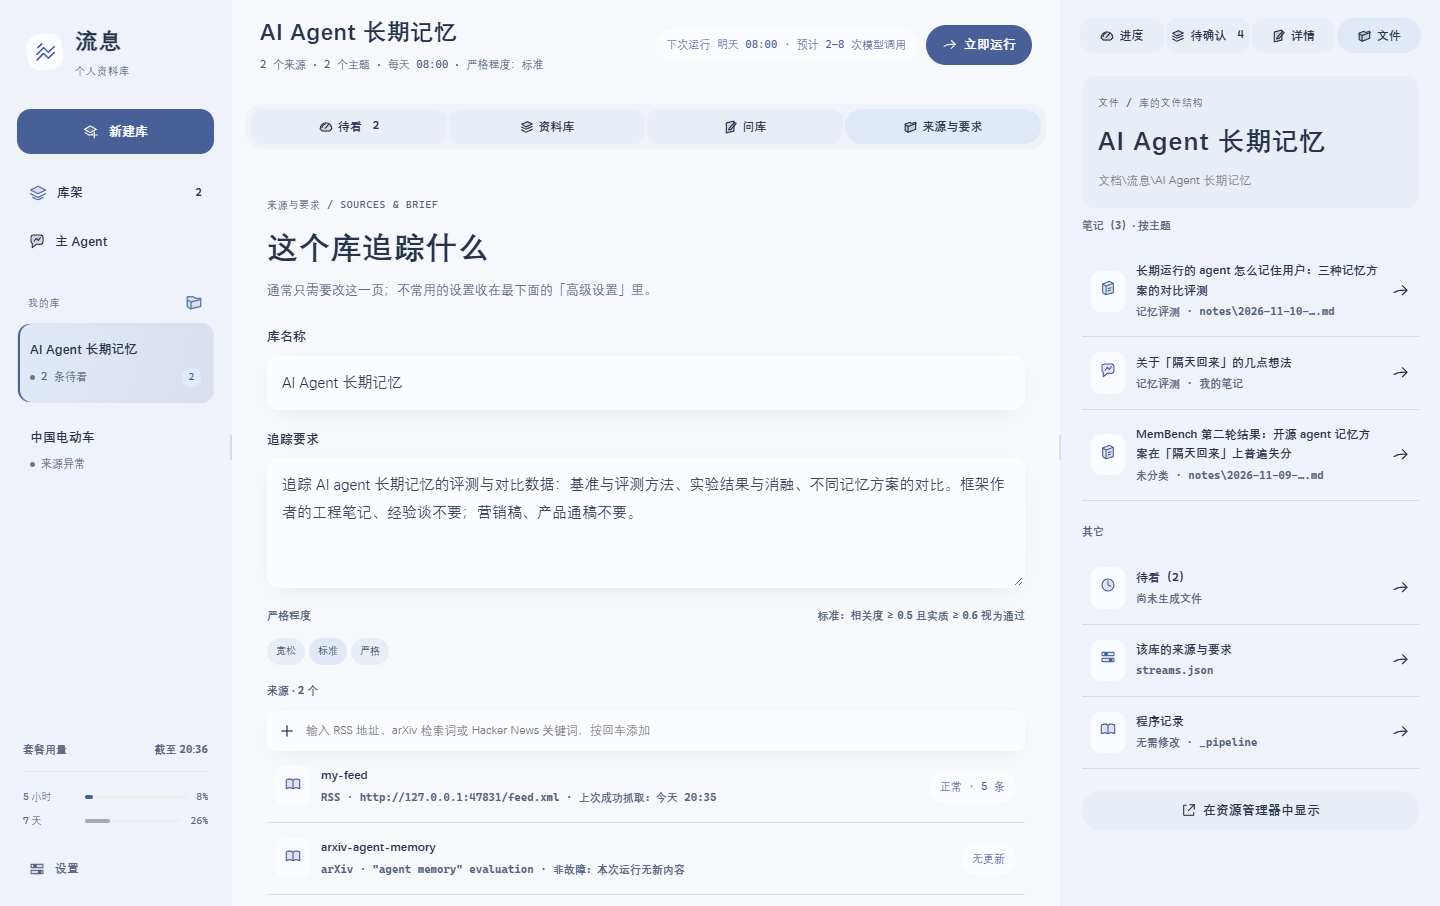 流息
个人资料库
新建库
库架 2
主 Agent
我的库
AI Agent 长期记忆
2 条待看 2
中国电动车
来源异常
套餐用量 截至 20:36
5 小时 8%
7 天 26%
设置
AI Agent 长期记忆
2 个来源 · 2 个主题 · 每天 08:00 · 严格程度：标准
下次运行 明天 08:00 · 预计 2–8 次模型调用
立即运行
待看 2
资料库
问库
来源与要求
来源与要求 / SOURCES & BRIEF
这个库追踪什么
通常只需要改这一页；不常用的设置收在最下面的「高级设置」里。
库名称
AI Agent 长期记忆
追踪要求
追踪 AI agent 长期记忆的评测与对比数据：基准与评测方法、实验结果与消融、不同记忆方案的对比。框架作
者的工程笔记、经验谈不要；营销稿、产品通稿不要。
严格程度 标准：相关度 ≥ 0.5 且实质 ≥ 0.6 视为通过
宽松 标准 严格
来源 · 2 个
输入 RSS 地址、arXiv 检索词或 Hacker News 关键词，按回车添加
my-feed
RSS · http://127.0.0.1:47831/feed.xml · 上次成功抓取：今天 20:35
正常 · 5 条
arxiv-agent-memory
arXiv · "agent memory" evaluation · 非故障：本次运行无新内容
无更新
进度
待确认 4
详情
文件
文件 / 库的文件结构
AI Agent 长期记忆
文档\流息\AI Agent 长期记忆
笔记（3）· 按主题
长期运行的 agent 怎么记住用户：三种记忆方
案的对比评测
记忆评测 · notes\2026-11-10-….md
关于「隔天回来」的几点想法
记忆评测 · 我的笔记
MemBench 第二轮结果：开源 agent 记忆方
案在「隔天回来」上普遍失分
未分类 · notes\2026-11-09-….md
其它
待看（2）
尚未生成文件
该库的来源与要求
streams.json
程序记录
无需修改 · _pipeline
在资源管理器中显示